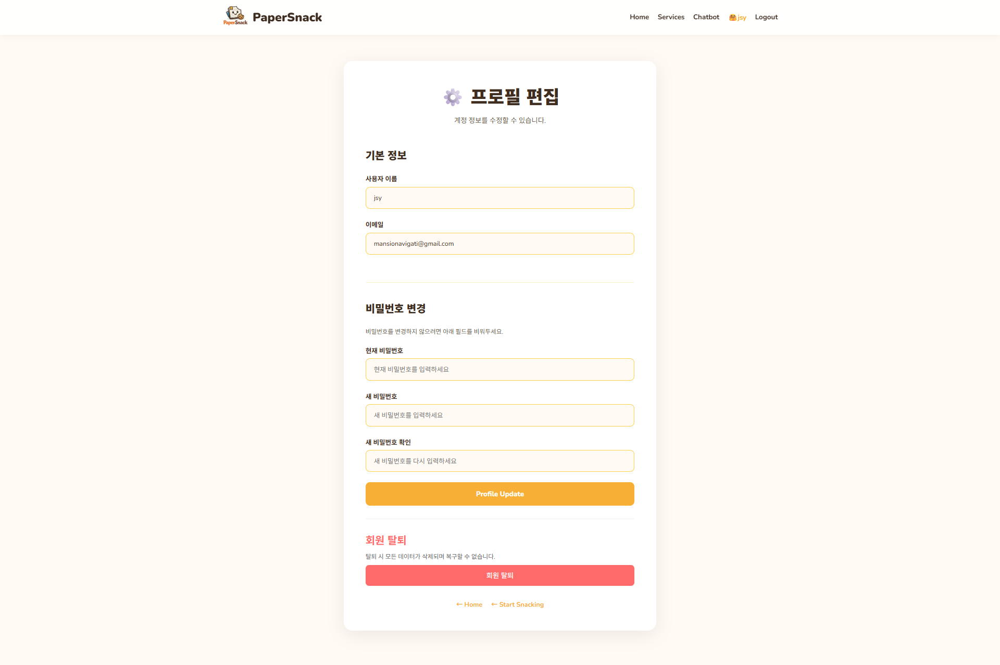 PaperSnack
PaperSnack
Home
Services
Chatbot
jsy
Logout
프로필 편집
계정 정보를 수정할 수 있습니다.
기본 정보
사용자 이름
jsy
이메일
mansionavigati@gmail.com
비밀번호 변경
비밀번호를 변경하지 않으려면 아래 필드를 비워두세요.
현재 비밀번호
현재 비밀번호를 입력하세요
새 비밀번호
새 비밀번호를 입력하세요
새 비밀번호 확인
새 비밀번호를 다시 입력하세요
Profile Update
회원 탈퇴
탈퇴 시 모든 데이터가 삭제되며 복구할 수 없습니다.
회원 탈퇴
← Home
← Start Snacking